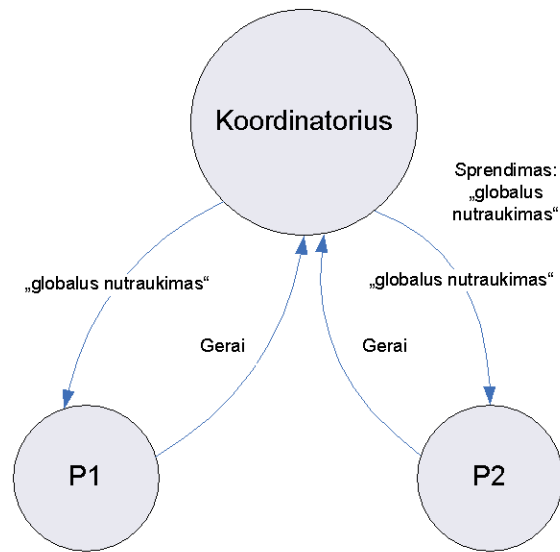 Koordinatorius
Sprendimas:
„globalus
nutraukimas“
„globalus nutraukimas“
„globalus nutraukimas“
Gerai
Gerai
P1
P2